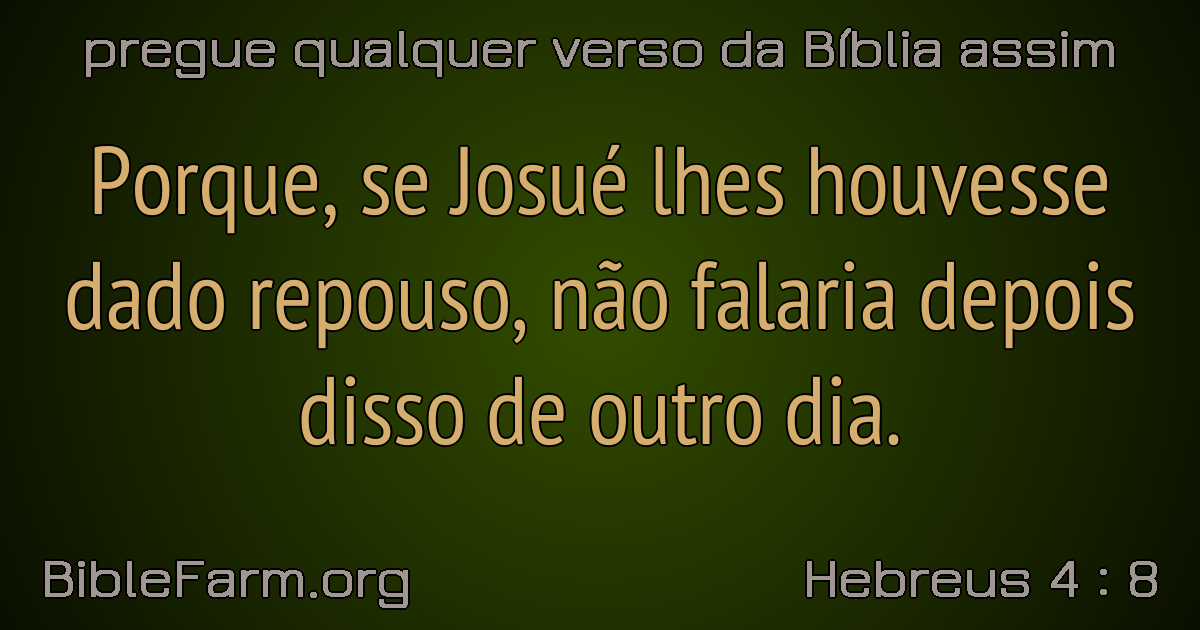 pregue qualquer verso da Bíblia assim
Porque, se Josué lhes houvesse
dado repouso, não falaria depois
disso de outro dia.
BibleFarm.org
Hebreus 4 : 8